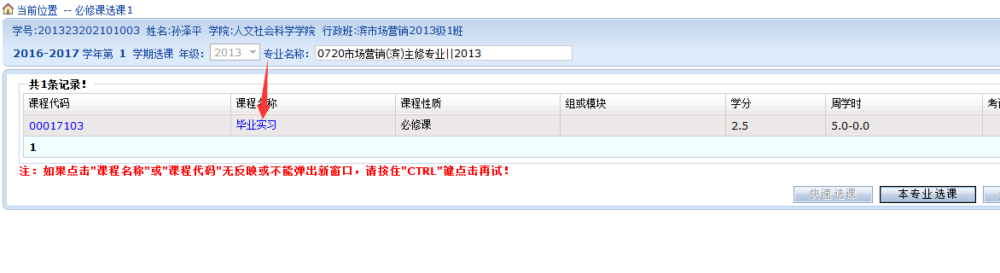 当前位置 -- 必修课选课1
学号:201323202101003 姓名:孙泽平 学院:人文社会科学学院 行政班:滨市场营销2013级1班
2016-2017 学年第 1 学期选课 年级: 2013 专业名称: 0720市场营销(滨)主修专业||2013
共1条记录!
课程代码 课程名称 课程性质 组或模块 学分 周学时 考
00017103 毕业实习 必修课 2.5 5.0-0.0
1
注：如果点击"课程名称"或"课程代码"无反映或不能弹出新窗口，请按住"CTRL"键点击再试!
快速选课 本专业选课